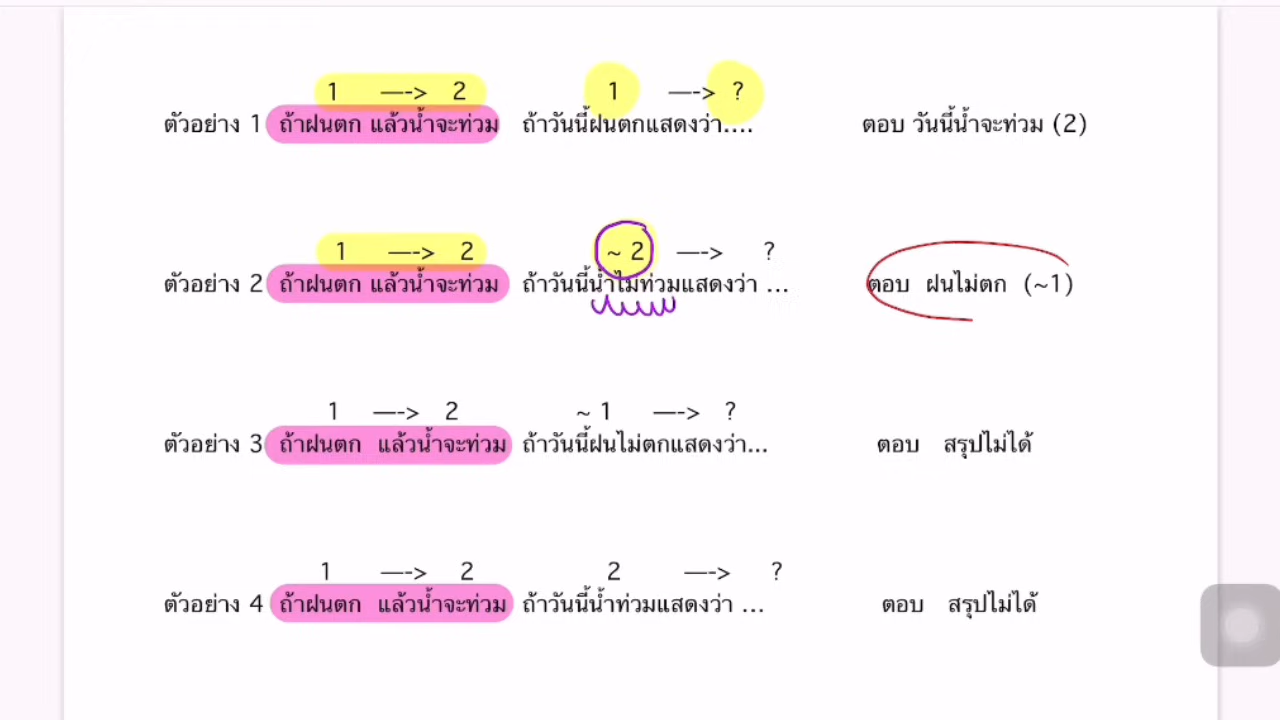 1 —-> 2 1 —-> ?
ตัวอย่าง 1 ถ้าฝนตก แล้วน้ำจะท่วม ถ้าวันนี้ฝนตกแสดงว่า.... ตอบ วันนี้น้ำจะท่วม (2)
1 —-> 2 ~ 2 —-> ?
ตัวอย่าง 2 ถ้าฝนตก แล้วน้ำจะท่วม ถ้าวันนี้น้ำไม่ท่วมแสดงว่า ... ตอบ ฝนไม่ตก (~1)
1 —-> 2 ~ 1 —-> ?
ตัวอย่าง 3 ถ้าฝนตก แล้วน้ำจะท่วม ถ้าวันนี้ฝนไม่ตกแสดงว่า... ตอบ สรุปไม่ได้
1 —-> 2 2 —-> ?
ตัวอย่าง 4 ถ้าฝนตก แล้วน้ำจะท่วม ถ้าวันนี้น้ำท่วมแสดงว่า ... ตอบ สรุปไม่ได้